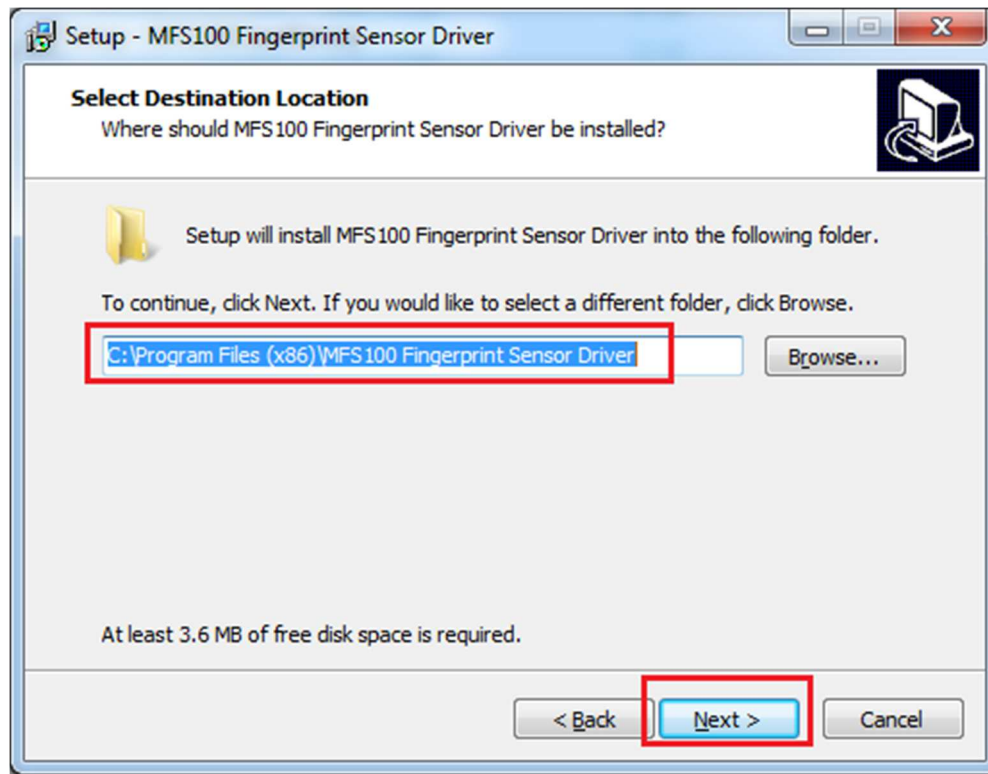 Setup - MFS100 Fingerprint Sensor Driver
Select Destination Location
Where should MFS100 Fingerprint Sensor Driver be installed?
Setup will install MFS100 Fingerprint Sensor Driver into the following folder.
To continue, click Next. If you would like to select a different folder, click Browse.
C:\Program Files (x86)\MFS100 Fingerprint Sensor Driver
Browse...
At least 3.6 MB of free disk space is required.
< Back Next > Cancel